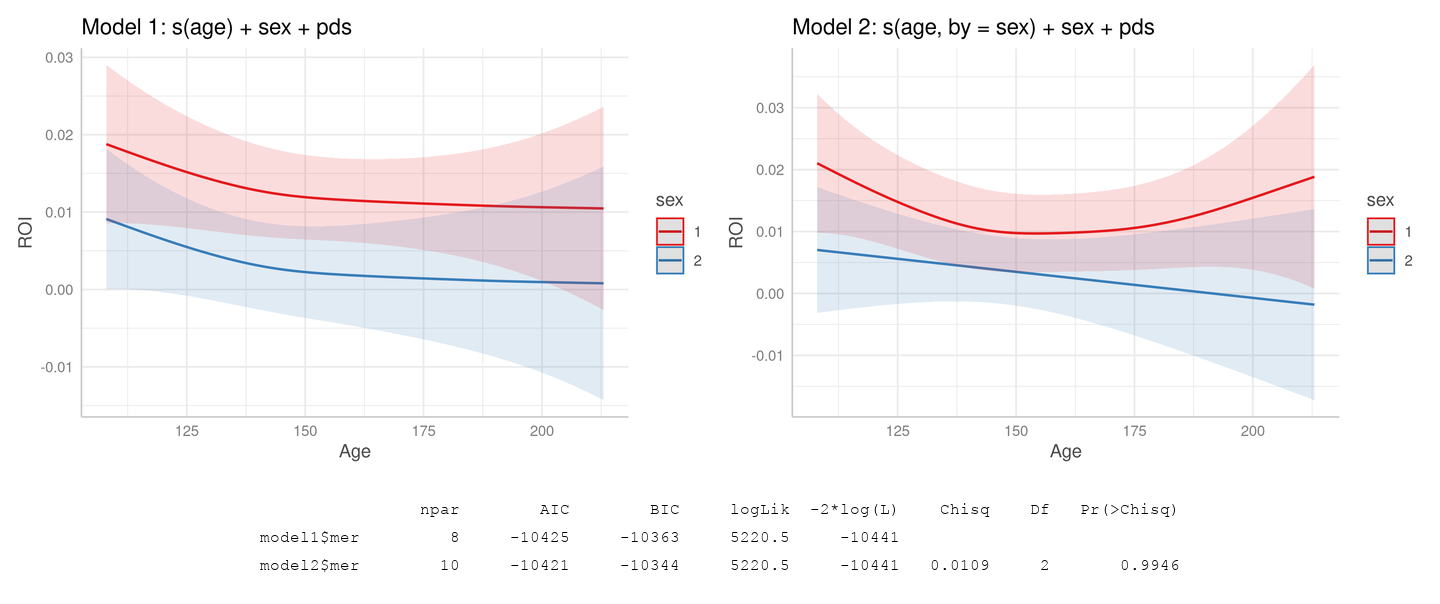 Model 1: s(age) + sex + pds
0.03
0.02
0.01
0.00
-0.01
ROI
125 150 175 200
Age
sex
1
2
Model 2: s(age, by = sex) + sex + pds
0.03
0.02
0.01
0.00
-0.01
ROI
125 150 175 200
Age
sex
1
2
npar AIC BIC logLik -2*log(L) Chisq Df Pr(>Chisq)
model1$mer 8 -10425 -10363 5220.5 -10441
model2$mer 10 -10421 -10344 5220.5 -10441 0.0109 2 0.9946